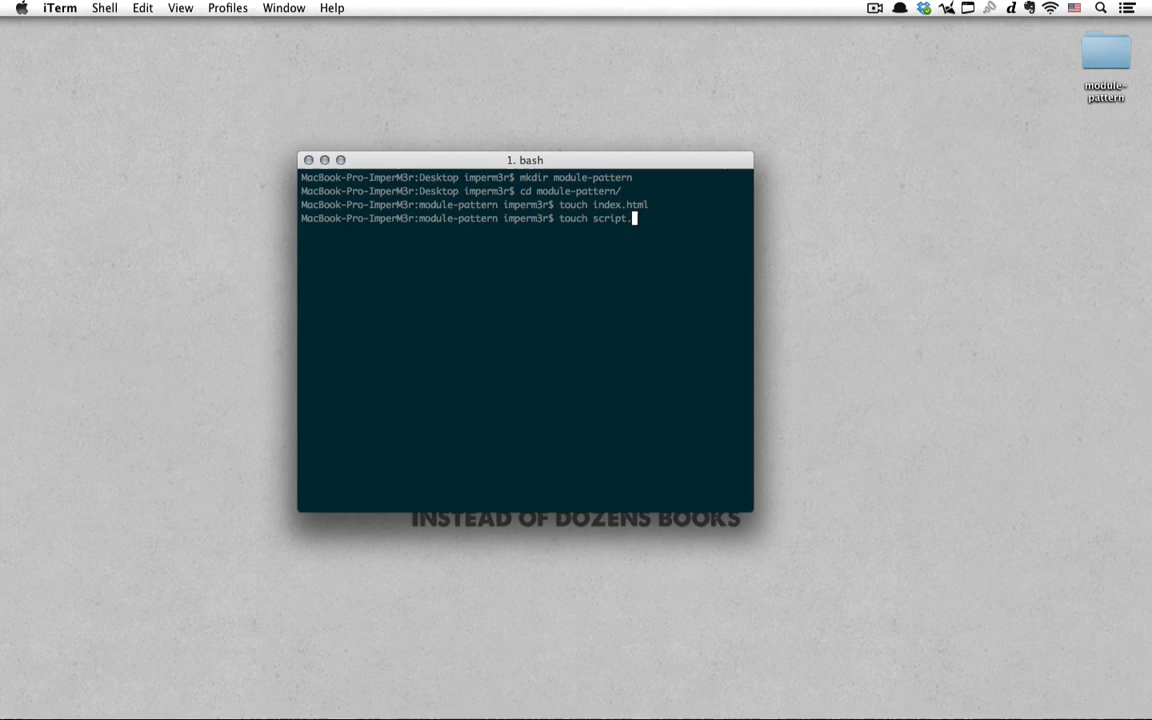 iTerm Shell Edit View Profiles Window Help
module-
pattern
1. bash
MacBook-Pro-ImperM3r:Desktop imperm3r$ mkdir module-pattern
MacBook-Pro-ImperM3r:Desktop imperm3r$ cd module-pattern/
MacBook-Pro-ImperM3r:module-pattern imperm3r$ touch index.html
MacBook-Pro-ImperM3r:module-pattern imperm3r$ touch script.
INSTEAD OF DOZENS BOOKS